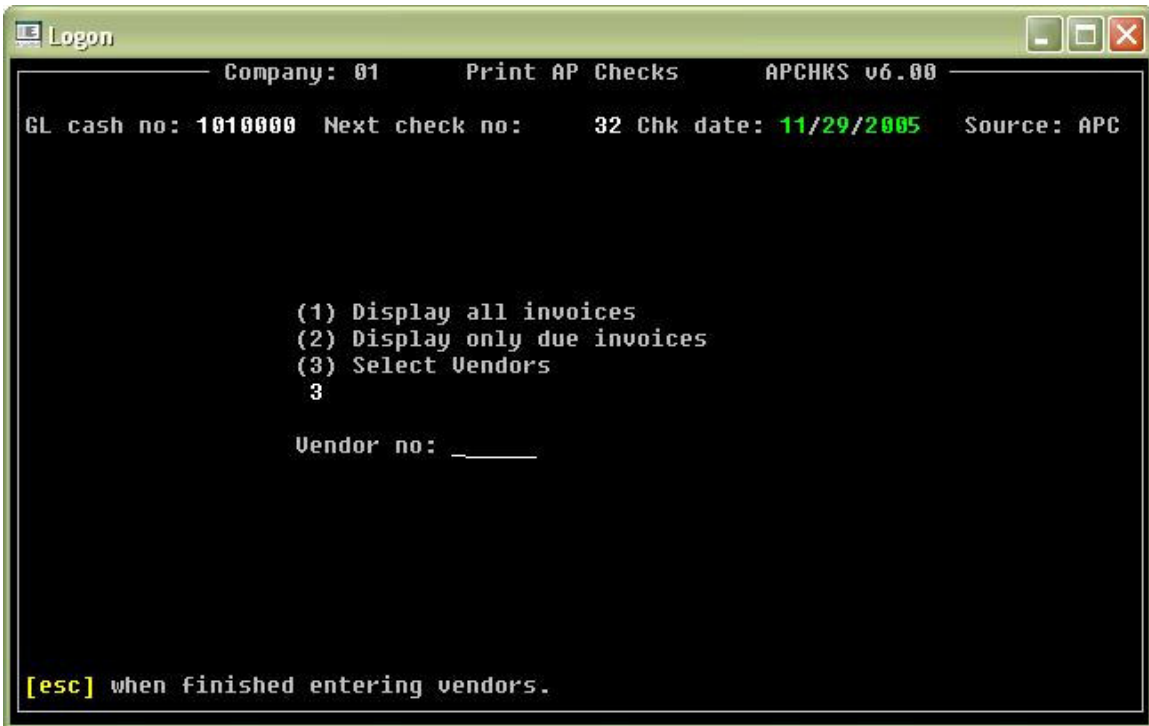 Logon
Company: 01 Print AP Checks APCHKS v6.00
GL cash no: 1010000 Next check no: 32 Chk date: 11/29/2005 Source: APC
(1) Display all invoices
(2) Display only due invoices
(3) Select Vendors
3
Vendor no: _______
[esc] when finished entering vendors.